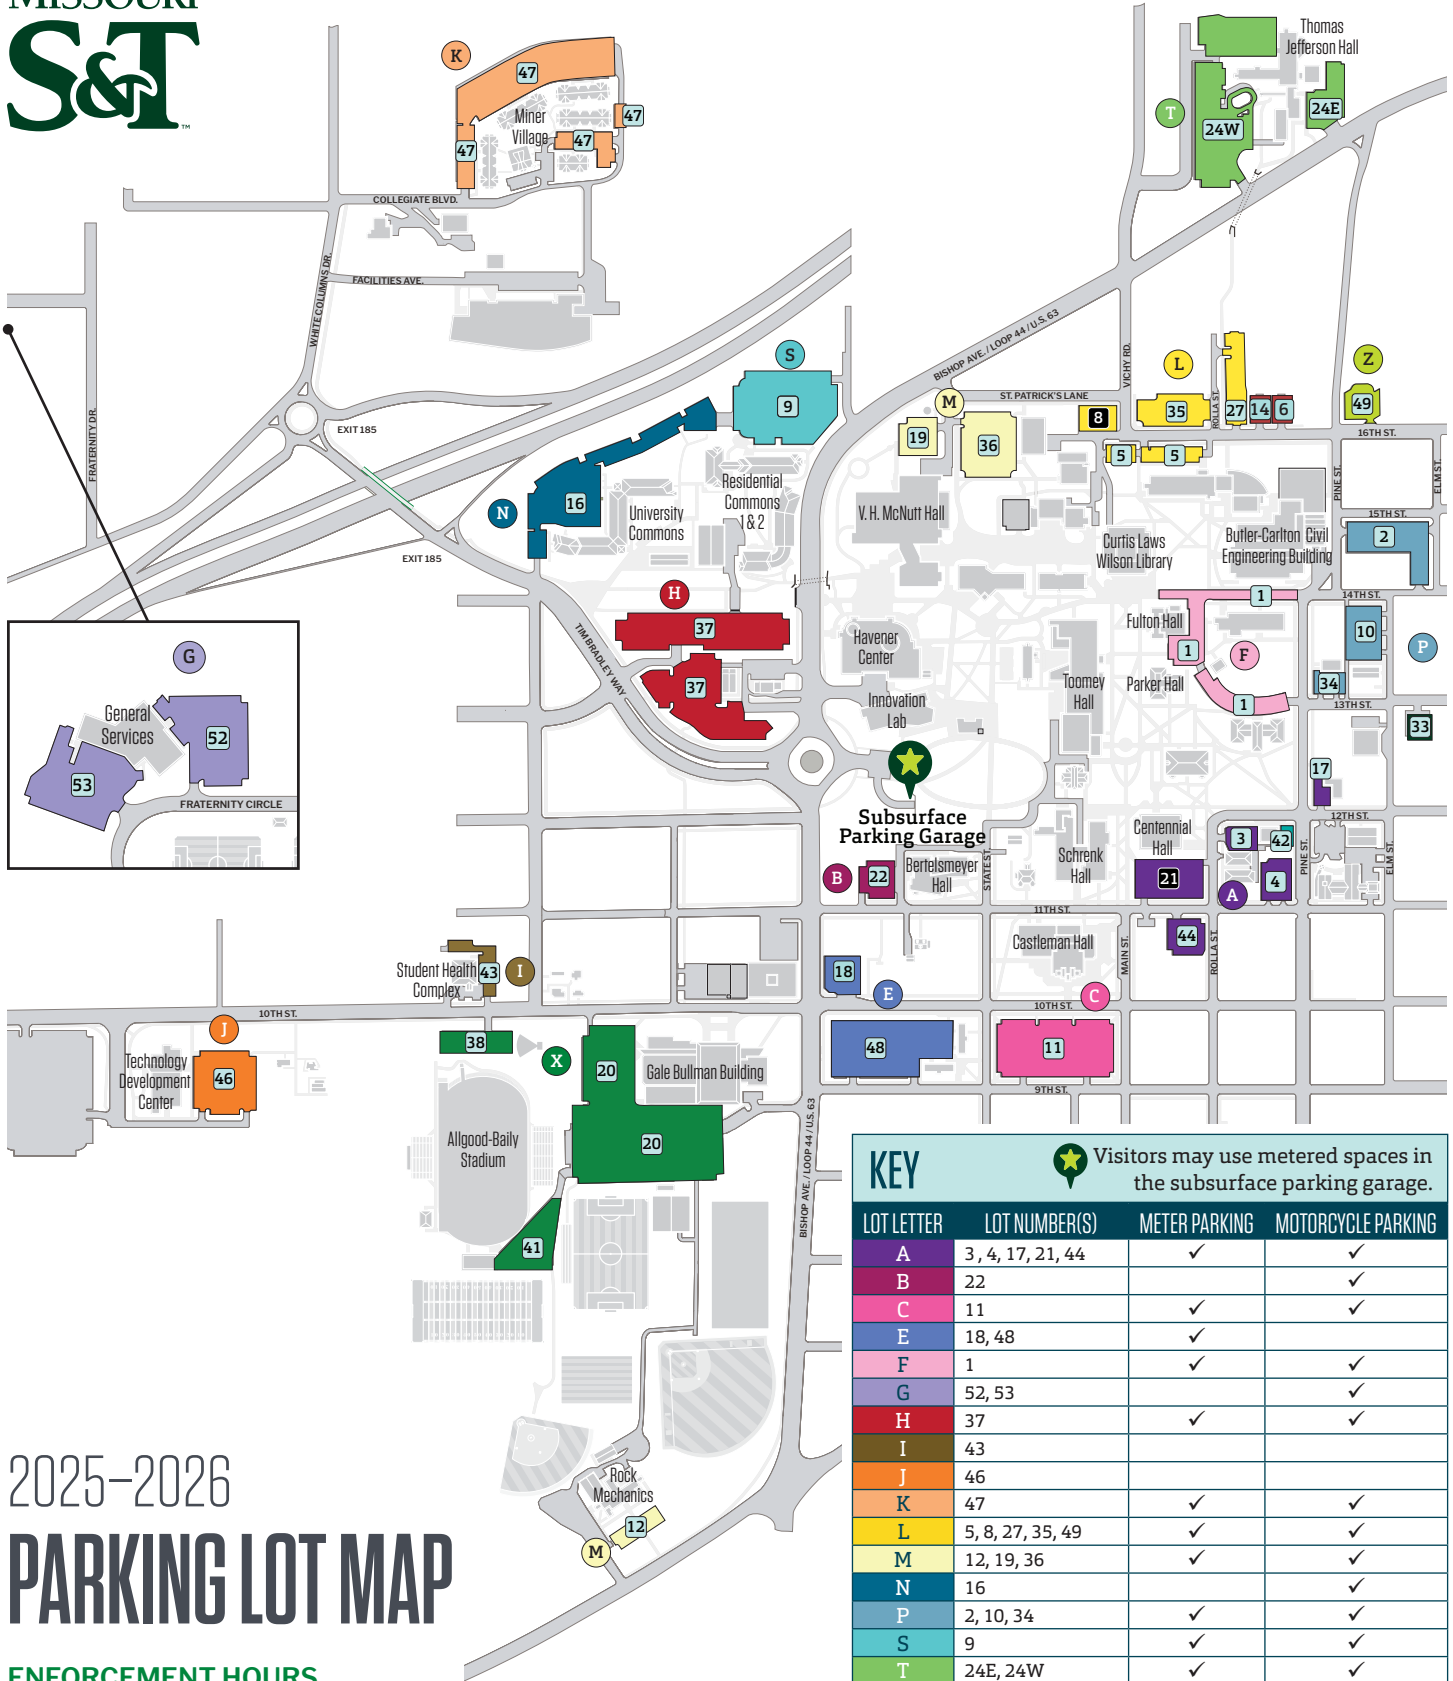 MISSOURI
S&T
TM
K
47
47
47
47
Miner
Village
COLLEGIATE BLVD.
FACILITIES AVE.
WHITE COLUMNS DR.
FRATERNITY DR.
EXIT 185
EXIT 185
Thomas
Jefferson Hall
T
24W
24E
BISHOP AVE. / LOOP 44 / U.S. 63
VICHY RD.
S
9
M
ST. PATRICK'S LANE
L
Z
8
35
ROLLA ST.
27
14
6
49
19
36
5
5
16TH ST.
N
16
University
Commons
Residential
Commons
1 & 2
V. H. McNutt Hall
Curtis Laws
Wilson Library
Butler-Carlton Civil
Engineering Building
PINE ST.
ELM ST.
15TH ST.
2
14TH ST.
H
37
37
TIM BRADLEY WAY
Havener
Center
Innovation
Lab
Toomey
Hall
Fulton Hall
Parker Hall
1
1
1
F
10
P
34
13TH ST.
33
17
12TH ST.
G
General
Services
52
53
FRATERNITY CIRCLE
Subsurface
Parking Garage
B
22
Bertelsmeyer
Hall
STATE ST.
Schrenk
Hall
Centennial
Hall
21
3
42
4
A
PINE ST.
ELM ST.
11TH ST.
Castleman Hall
MAIN ST.
44
ROLLA ST.
Student Health
Complex
43
I
18
E
C
10TH ST.
10TH ST.
J
Technology
Development
Center
46
38
X
20
Gale Bullman Building
20
48
11
9TH ST.
Allgood-Baily
Stadium
41
BISHOP AVE. / LOOP 44 / U.S. 63
Rock
Mechanics
12
M
KEY
Visitors may use metered spaces in
the subsurface parking garage.
LOT LETTER LOT NUMBER(S) METER PARKING MOTORCYCLE PARKING
A 3, 4, 17, 21, 44 ✓ ✓
B 22 ✓
C 11 ✓ ✓
E 18, 48 ✓
F 1 ✓ ✓
G 52, 53 ✓
H 37 ✓ ✓
I 43
J 46
K 47 ✓ ✓
L 5, 8, 27, 35, 49 ✓ ✓
M 12, 19, 36 ✓ ✓
N 16 ✓
P 2, 10, 34 ✓ ✓
S 9 ✓ ✓
T 24E, 24W ✓ ✓
2025–2026
PARKING LOT MAP
ENFORCEMENT HOURS